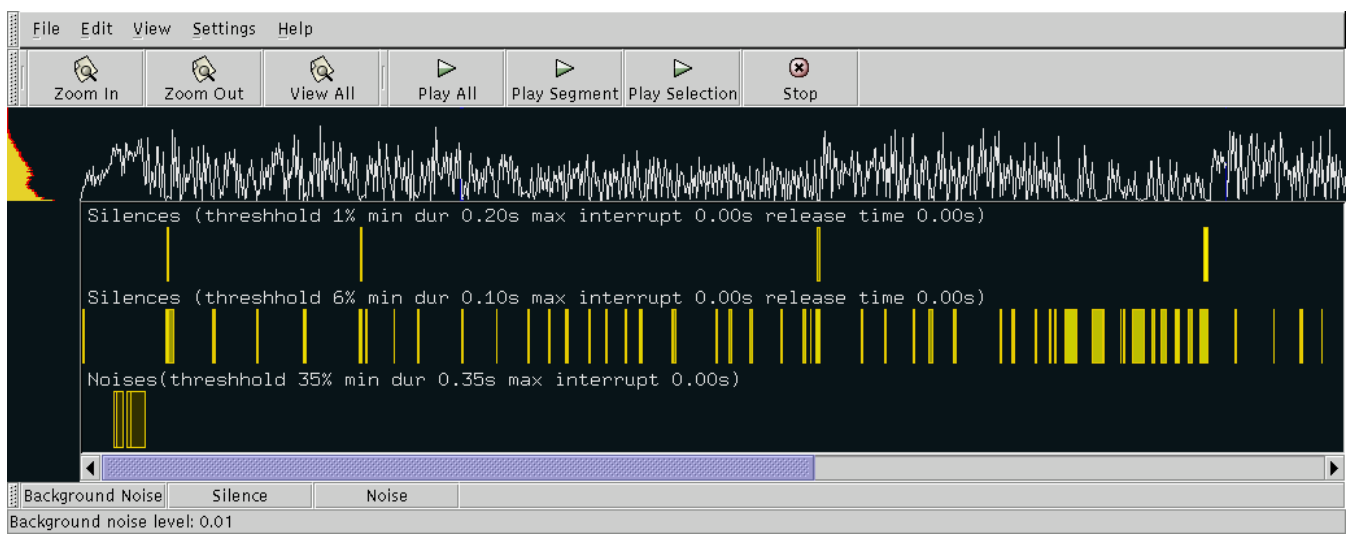 File Edit View Settings Help
Zoom In Zoom Out View All Play All Play Segment Play Selection Stop
Silences (threshhold 1% min dur 0.20s max interrupt 0.00s release time 0.00s)
Silences (threshhold 6% min dur 0.10s max interrupt 0.00s release time 0.00s)
Noises(threshhold 35% min dur 0.35s max interrupt 0.00s)
Background Noise Silence Noise
Background noise level: 0.01